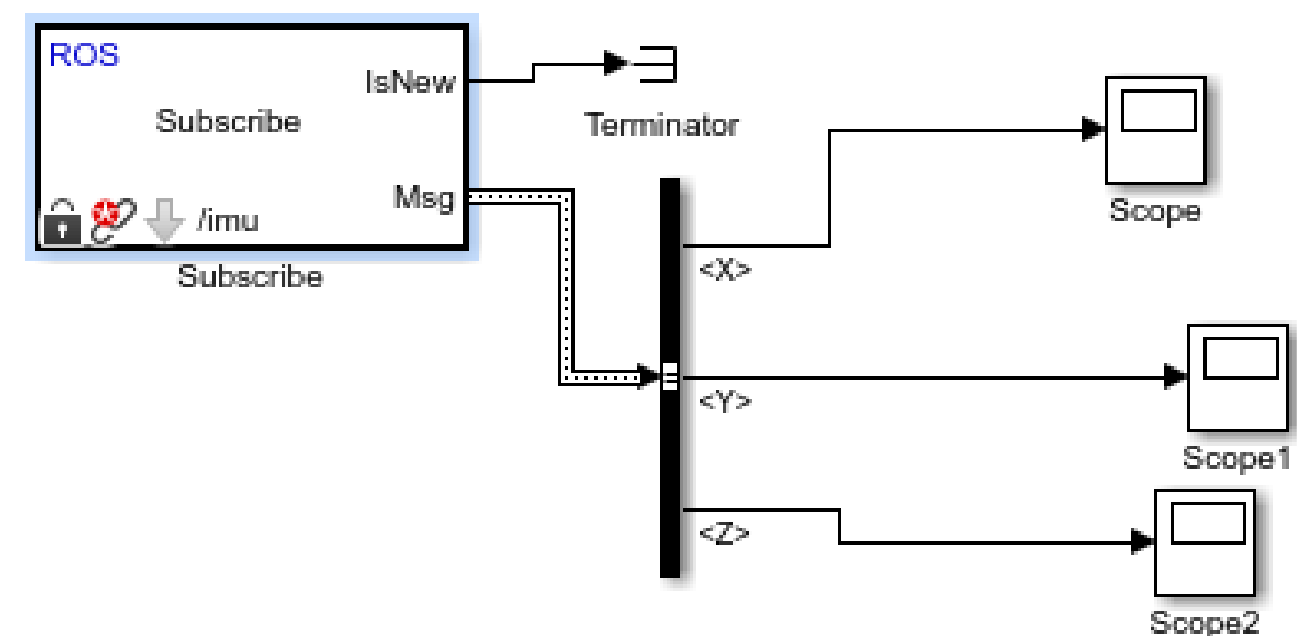 ROS
IsNew
Subscribe
Msg
/imu
Subscribe
Terminator
Scope
<X>
<Y>
Scope1
<Z>
Scope2